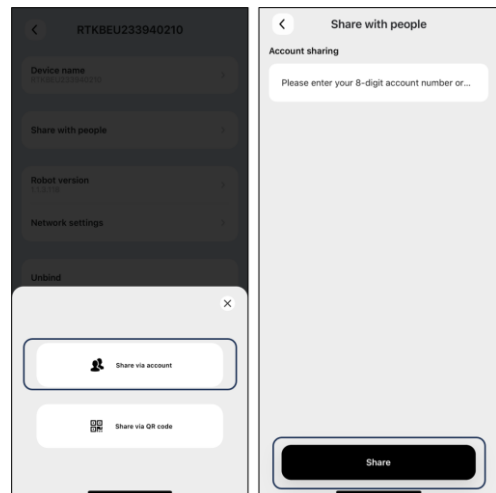 RTKBEU233940210
Device name
RTKBEU233940210
Share with people
Robot version
Network settings
Unbind
Share via account
Share via QR code
Share with people
Account sharing
Please enter your 8-digit account number or...
Share